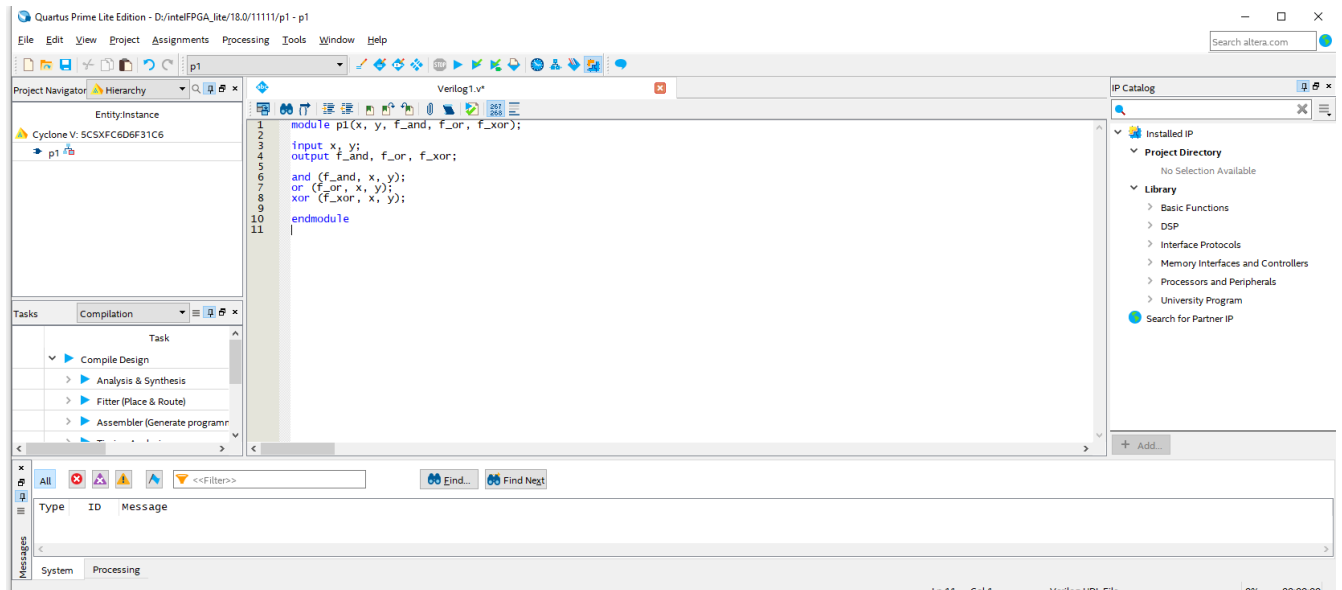 Quartus Prime Lite Edition - D:/intelFPGA_lite/18.0/11111/p1 - p1
File Edit View Project Assignments Processing Tools Window Help
Search altera.com
p1
Project Navigator Hierarchy
Entity:Instance
Cyclone V: 5CSXFC6D6F31C6
p1
Tasks Compilation
Task
Compile Design
Analysis & Synthesis
Fitter (Place & Route)
Assembler (Generate programr
Verilog1.v*
267
268
1 module p1(x, y, f_and, f_or, f_xor);
2
3 input x, y;
4 output f_and, f_or, f_xor;
5
6 and (f_and, x, y);
7 or (f_or, x, y);
8 xor (f_xor, x, y);
9
10 endmodule
11
IP Catalog
Installed IP
Project Directory
No Selection Available
Library
Basic Functions
DSP
Interface Protocols
Memory Interfaces and Controllers
Processors and Peripherals
University Program
Search for Partner IP
+ Add...
All <<Filter>> Find... Find Next
Type ID Message
Messages
System Processing